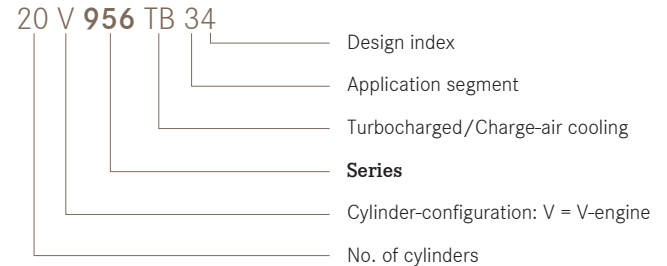 20 V 956 TB 34
Design index
Application segment
Turbocharged/Charge-air cooling
Series
Cylinder-configuration: V = V-engine
No. of cylinders